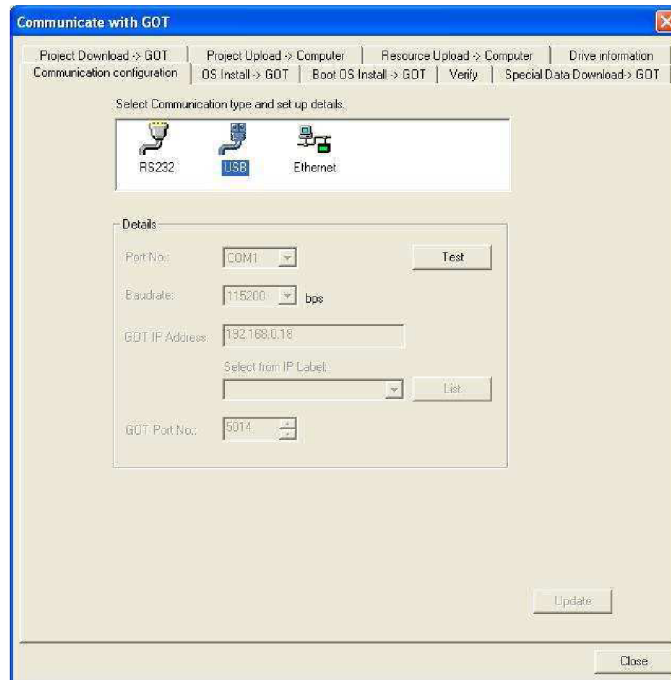 Communicate with GOT
Project Download -> GOT
Project Upload -> Computer
Resource Upload -> Computer
Drive information
Communication configuration
OS Install -> GOT
Boot OS Install -> GOT
Verify
Special Data Download-> GOT
Select Communication type and set up details.
RS232
USB
Ethernet
Details
Port No.:
COM1
Test
Baudrate:
115200
bps
GOT IP Address:
192.168.0.18
Select from IP Label:
List
GOT Port No.:
5014
Update
Close